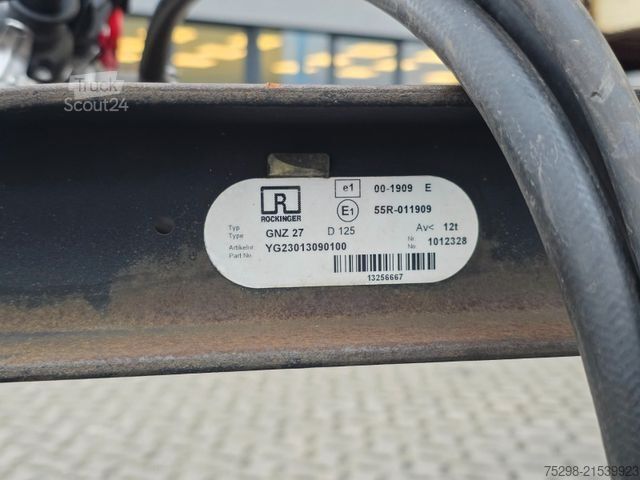 Truck
Scout24
R
ROCKINGER
e1 00-1909 E
E1 55R-011909
Typ
Type GNZ 27 D 125 Av< 12t
Artikelnr.
Part No. YG23013090100 Nr.
No. 1012328
13256667
75298-21539923